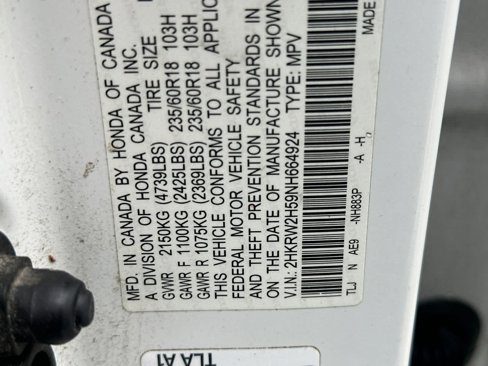 MFD. IN CANADA BY HONDA OF CANADA
A DIVISION OF HONDA CANADA INC.
TIRE SIZE
GVWR 2150KG (4739LBS)
GAWR F 1100KG (2425LBS) 235/60R18 103H
GAWR R 1075KG (2369LBS) 235/60R18 103H
THIS VEHICLE CONFORMS TO ALL APPLIC
FEDERAL MOTOR VEHICLE SAFETY
AND THEFT PREVENTION STANDARDS IN
ON THE DATE OF MANUFACTURE SHOWN
V.I.N.: 2HKRW2H59NH664924 TYPE: MPV
TLJ N AE9 -NH883P -A -H,
MADE
TLA A1